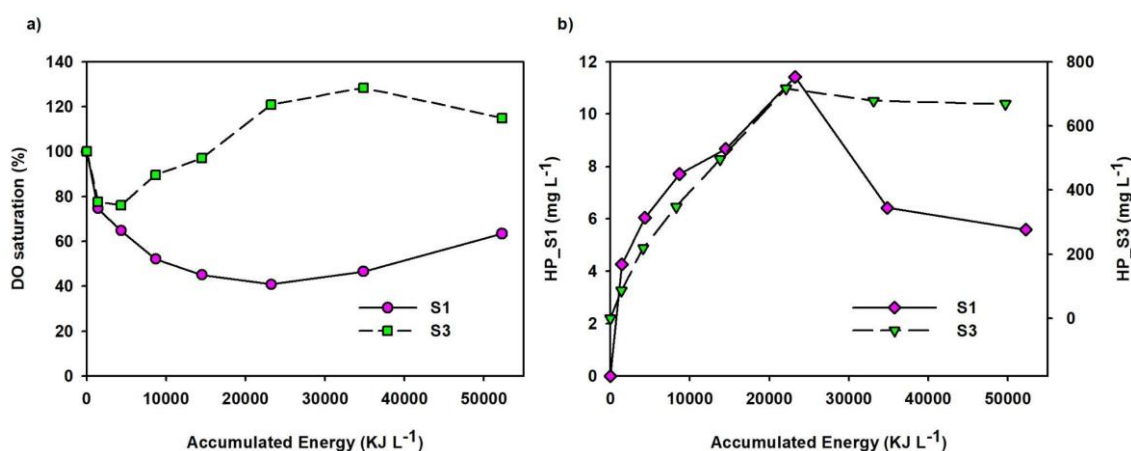 a)
140
120
100
80
60
40
20
0
DO saturation (%)
S1
S3
0 10000 20000 30000 40000 50000
Accumulated Energy (KJ L⁻¹)
b)
12
10
8
6
4
2
0
HP_S1 (mg L⁻¹)
800
600
400
200
0
HP_S3 (mg L⁻¹)
S1
S3
0 10000 20000 30000 40000 50000
Accumulated Energy (KJ L⁻¹)